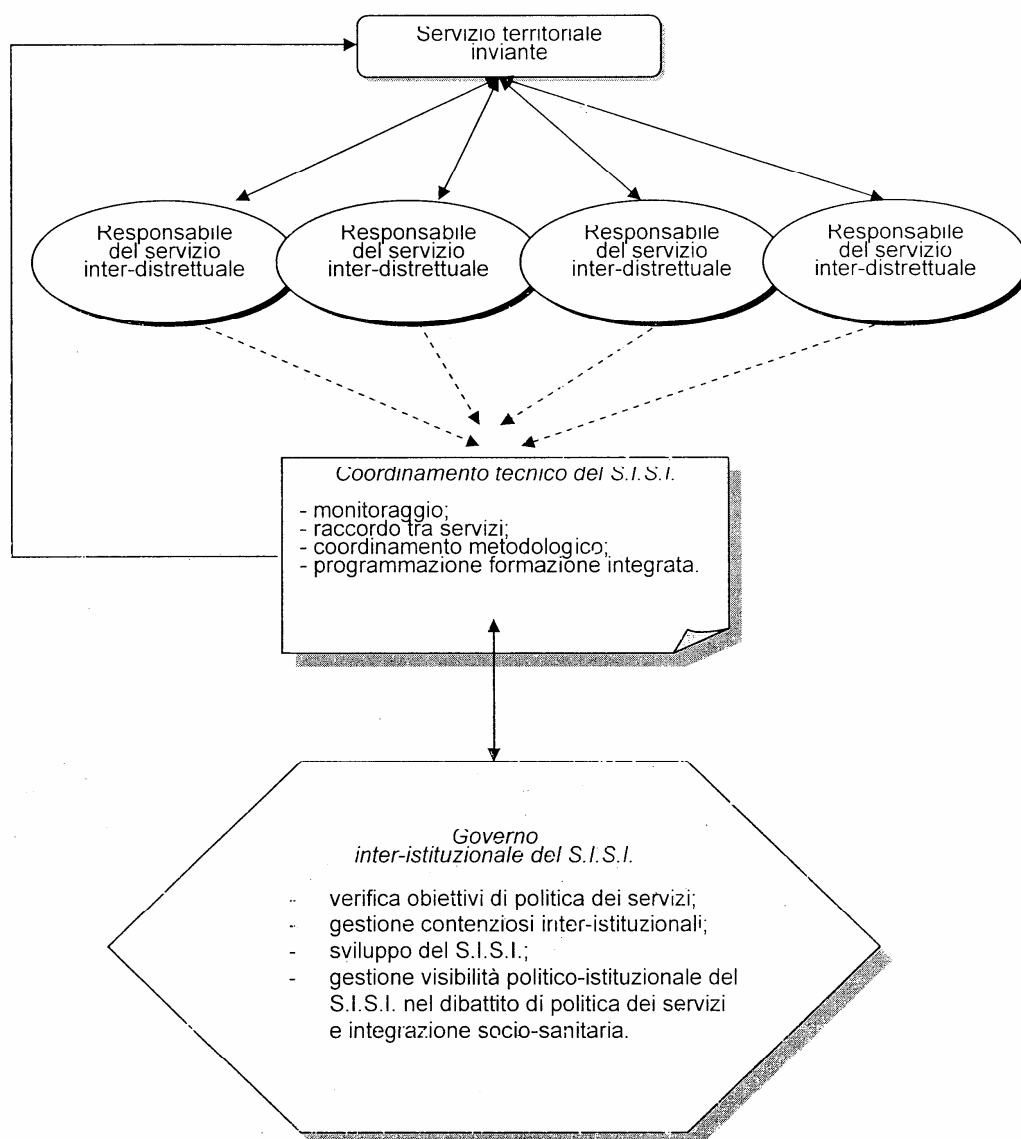 Servizio territoriale
inviante
Responsabile
del servizio
inter-distrettuale
Responsabile
del servizio
inter-distrettuale
Responsabile
del servizio
inter-distrettuale
Responsabile
del servizio
inter-distrettuale
Coordinamento tecnico del S.I.S.I.
- monitoraggio;
- raccordo tra servizi;
- coordinamento metodologico;
- programmazione formazione integrata.
Governo
inter-istituzionale del S.I.S.I.
- verifica obiettivi di politica dei servizi;
- gestione contenziosi inter-istituzionali;
- sviluppo del S.I.S.I.;
- gestione visibilità politico-istituzionale del
S.I.S.I. nel dibattito di politica dei servizi
e integrazione socio-sanitaria.